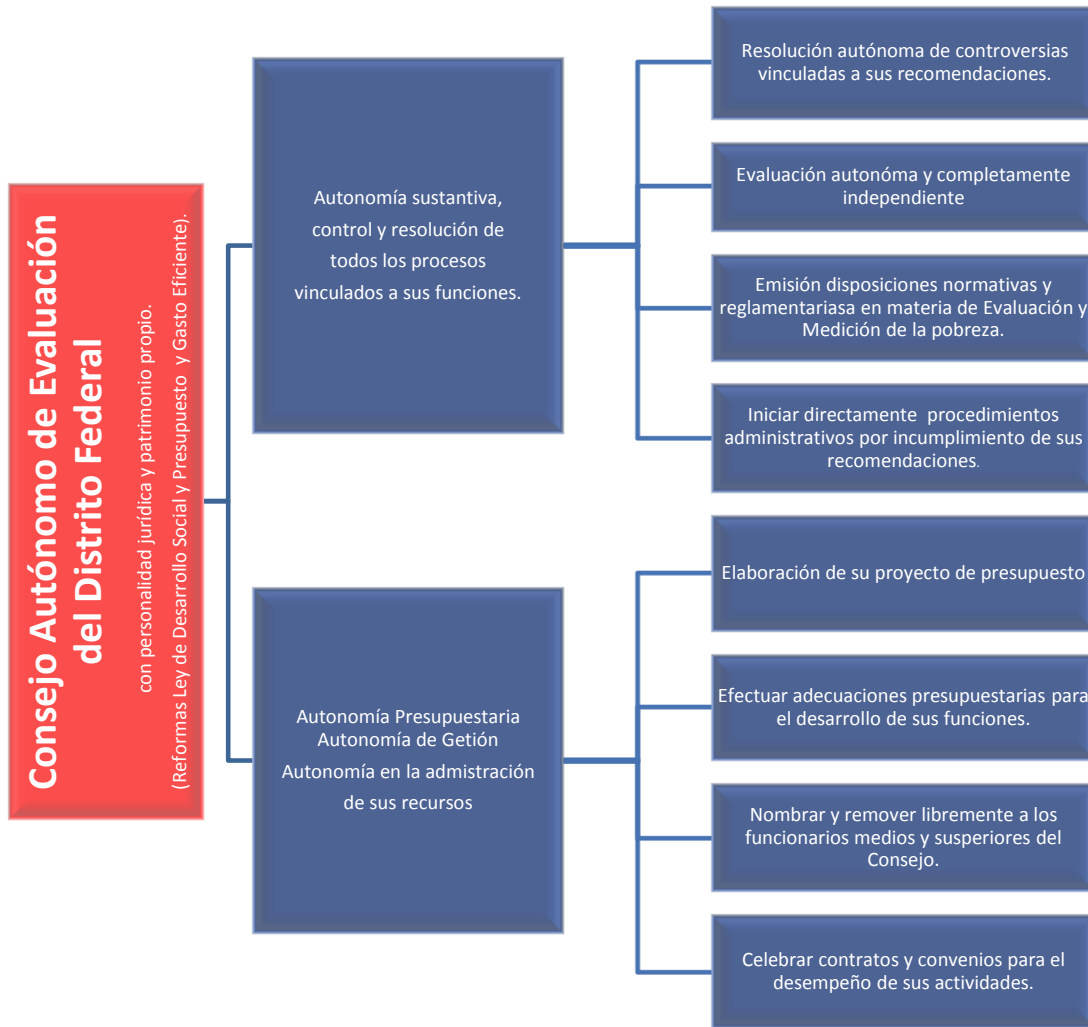 Consejo Autónomo de Evaluación
del Distrito Federal
con personalidad jurídica y patrimonio propio.
(Reformas Ley de Desarrollo Social y Presupuesto y Gasto Eficiente).
Autonomía sustantiva,
control y resolución de
todos los procesos
vinculados a sus funciones.
Resolución autónoma de controversias
vinculadas a sus recomendaciones.
Evaluación autonóma y completamente
independiente
Emisión disposiciones normativas y
reglamentariasa en materia de Evaluación y
Medición de la pobreza.
Iniciar directamente procedimientos
administrativos por incumplimiento de sus
recomendaciones.
Autonomía Presupuestaria
Autonomía de Getión
Autonomía en la admistración
de sus recursos
Elaboración de su proyecto de presupuesto
Efectuar adecuaciones presupuestarias para
el desarrollo de sus funciones.
Nombrar y remover libremente a los
funcionarios medios y susperiores del
Consejo.
Celebrar contratos y convenios para el
desempeño de sus actividades.